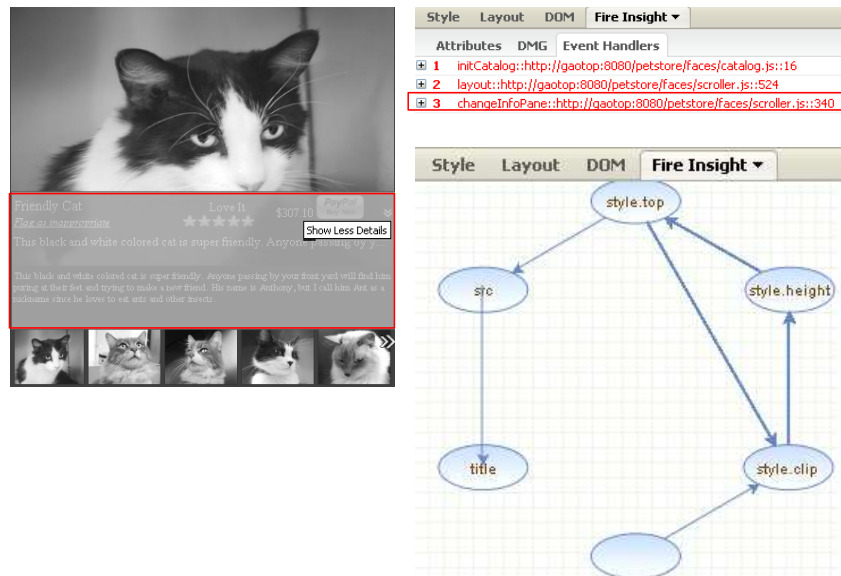 Friendly Cat
Love It
$307.10
PayPal
Buy Now
Flag as inappropriate
Show Less Details
This black and white colored cat is super friendly. Anyone passing by y
This black and white colored cat is super friendly. Anyone passing by your front yard will find him
puring at their feet and trying to make a new friend. His name is Anthony, but I call him Ant as a
nickname since he loves to eat ants and other insects.
Style Layout DOM Fire Insight ▾
Attributes DMG Event Handlers
1 initCatalog::http://gaotop:8080/petstore/faces/catalog.js::16
2 layout::http://gaotop:8080/petstore/faces/scroller.js::524
3 changeInfoPane::http://gaotop:8080/petstore/faces/scroller.js::340
Style Layout DOM Fire Insight ▾
style.top
src
style.height
title
style.clip